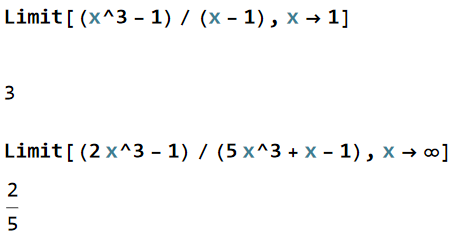 Limit[(x^3 - 1) / (x - 1), x → 1]
3
Limit[(2 x^3 - 1) / (5 x^3 + x - 1), x → ∞]
2
5